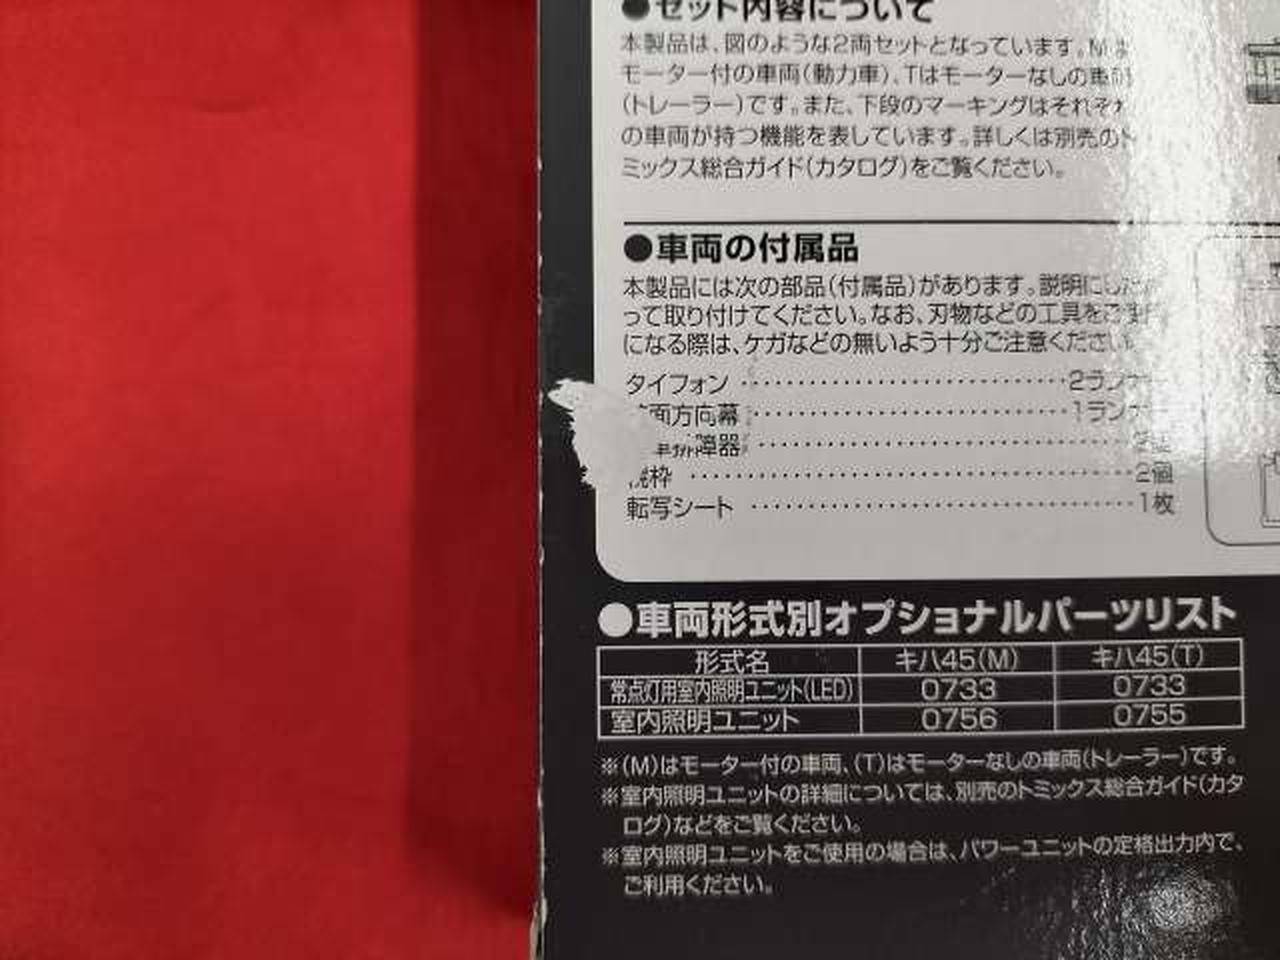 ●セット内容について
本製品は、図のような2両セットとなっています。Mは
モーター付の車両(動力車)、Tはモーターなしの車両
(トレーラー)です。また、下段のマーキングはそれぞれ
の車両が持つ機能を表しています。詳しくは別売のト
ミックス総合ガイド(カタログ)をご覧ください。
●車両の付属品
本製品には次の部品(付属品)があります。説明にした
って取り付けてください。なお、刃物などの工具をご使用
になる際は、ケガなどの無いよう十分ご注意ください。
タイフォン 2ランナー
面方向幕 1ランナー
障器
枠 2個
転写シート 1枚
●車両形式別オプショナルパーツリスト
形式名 キハ45(M) キハ45(T)
常点灯用室内照明ユニット(LED) 0733 0733
室内照明ユニット 0756 0755
※(M)はモーター付の車両、(T)はモーターなしの車両(トレーラー)です。
※室内照明ユニットの詳細については、別売のトミックス総合ガイド(カタ
ログ)などをご覧ください。
※室内照明ユニットをご使用の場合は、パワーユニットの定格出力内で、
ご利用ください。